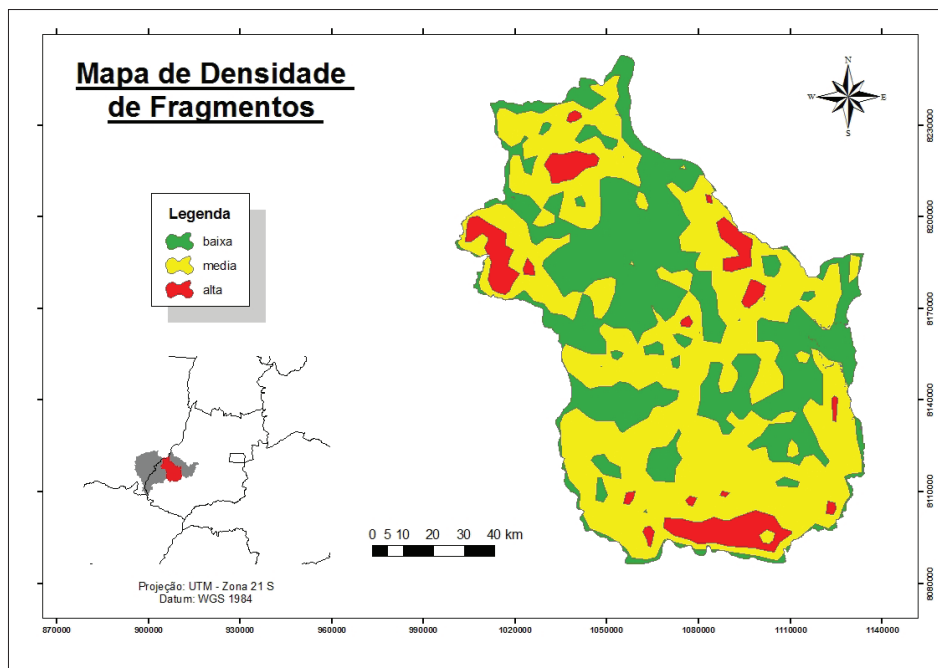 Mapa de Densidade
de Fragmentos
N
W
E
S
Legenda
baixa
media
alta
0 5 10 20 30 40 km
Projeção: UTM - Zona 21 S
Datum: WGS 1984
8230000
8200000
8170000
8140000
8110000
8080000
870000 900000 930000 960000 990000 1020000 1050000 1080000 1110000 1140000